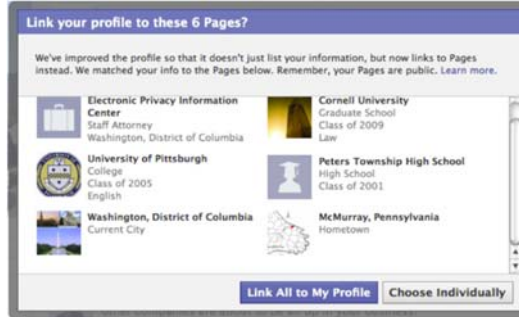 Link your profile to these 6 Pages?
We've improved the profile so that it doesn't just list your information, but now links to Pages
instead. We matched your info to the Pages below. Remember, your Pages are public. Learn more.
Electronic Privacy Information
Center
Staff Attorney
Washington, District of Columbia
Cornell University
Graduate School
Class of 2009
Law
University of Pittsburgh
College
Class of 2005
English
Peters Township High School
High School
Class of 2001
Washington, District of Columbia
Current City
McMurray, Pennsylvania
Hometown
Link All to My Profile
Choose Individually